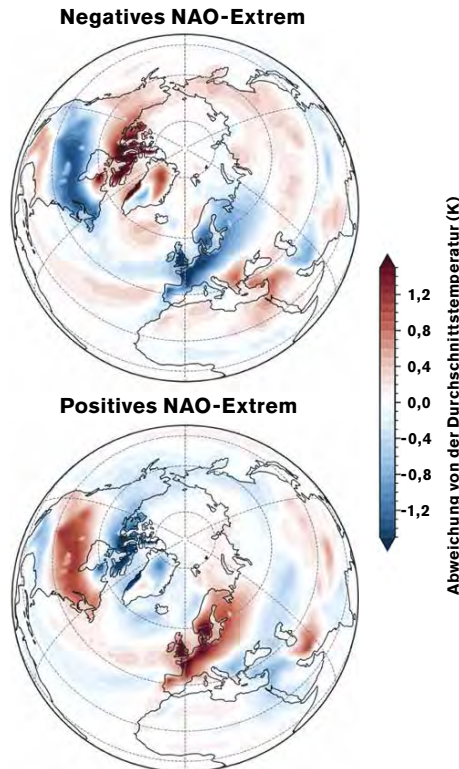 Negatives NAO-Extrem
1,2
0,8
0,4
0,0
-0,4
-0,8
-1,2
Abweichung von der Durchschnittstemperatur (K)
Positives NAO-Extrem